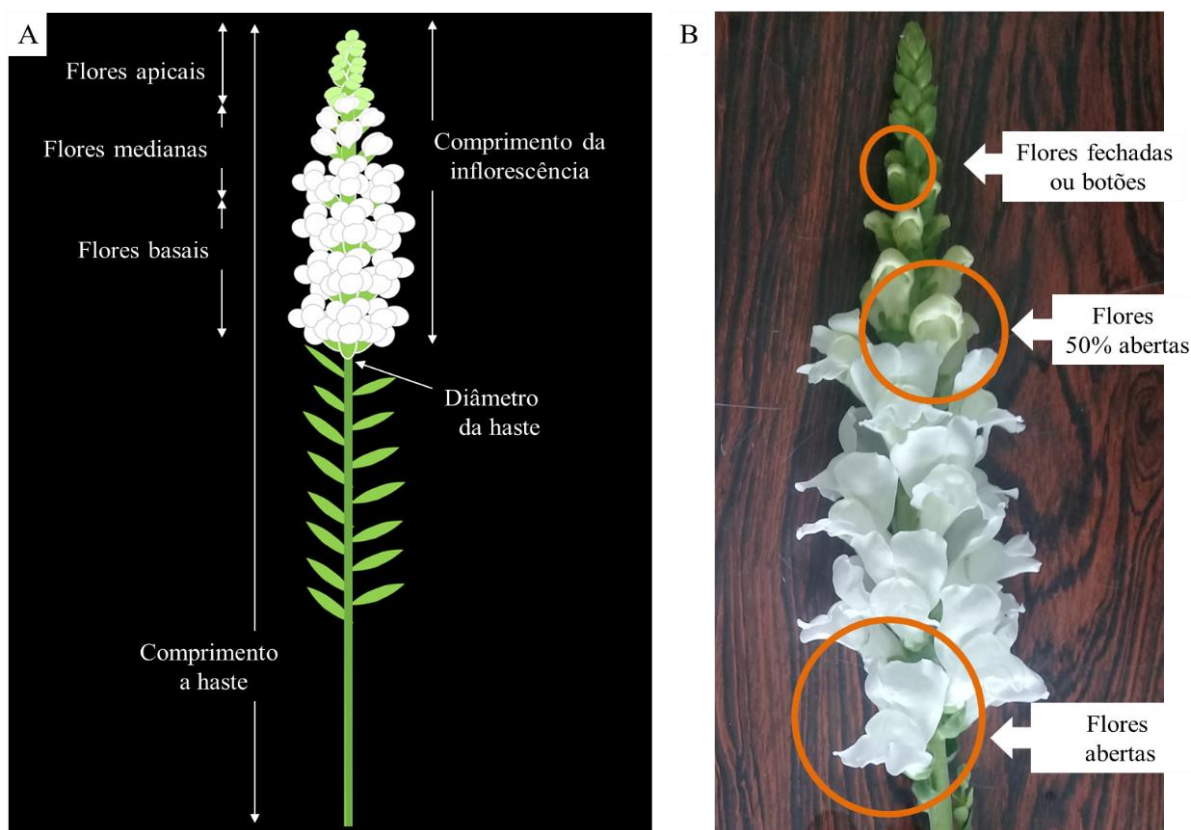 A
Flores apicais
Flores medianas
Flores basais
Comprimento da
inflorescência
Diâmetro
da haste
Comprimento
a haste
B
Flores fechadas
ou botões
Flores
50% abertas
Flores
abertas